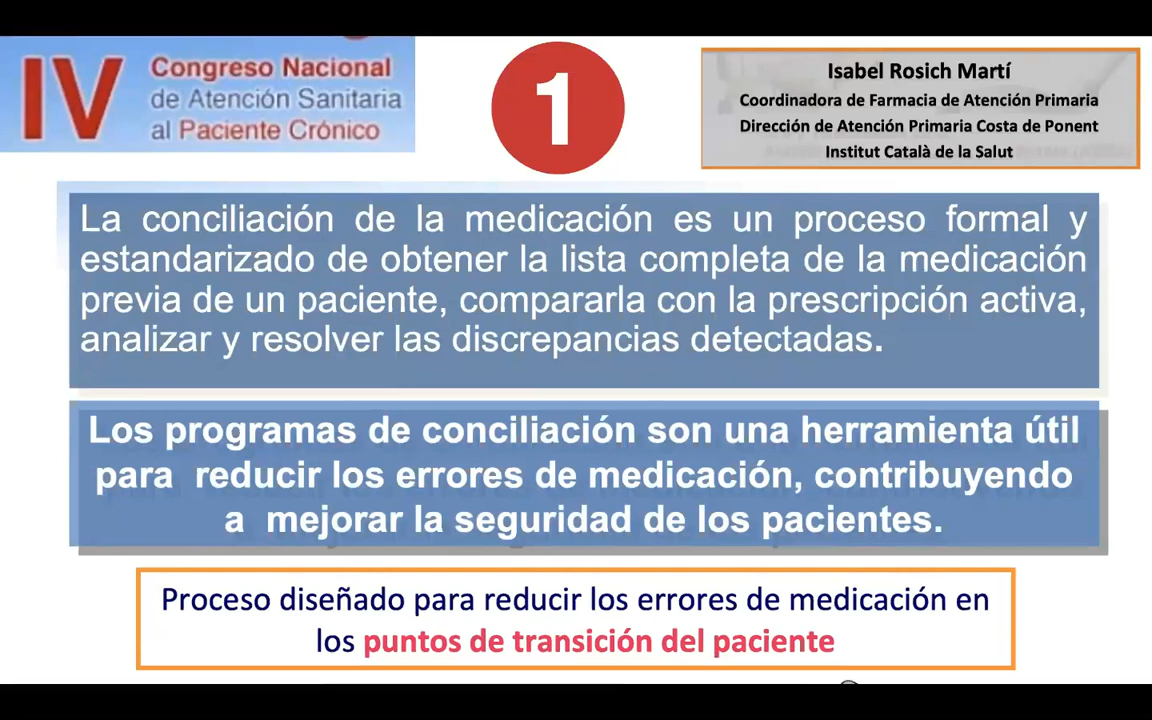 IV
Congreso Nacional
de Atención Sanitaria
al Paciente Crónico
1
Isabel Rosich Martí
Coordinadora de Farmacia de Atención Primaria
Dirección de Atención Primaria Costa de Ponent
Institut Català de la Salut
La conciliación de la medicación es un proceso formal y
estandarizado de obtener la lista completa de la medicación
previa de un paciente, compararla con la prescripción activa,
analizar y resolver las discrepancias detectadas.
Los programas de conciliación son una herramienta útil
para reducir los errores de medicación, contribuyendo
a mejorar la seguridad de los pacientes.
Proceso diseñado para reducir los errores de medicación en
los puntos de transición del paciente